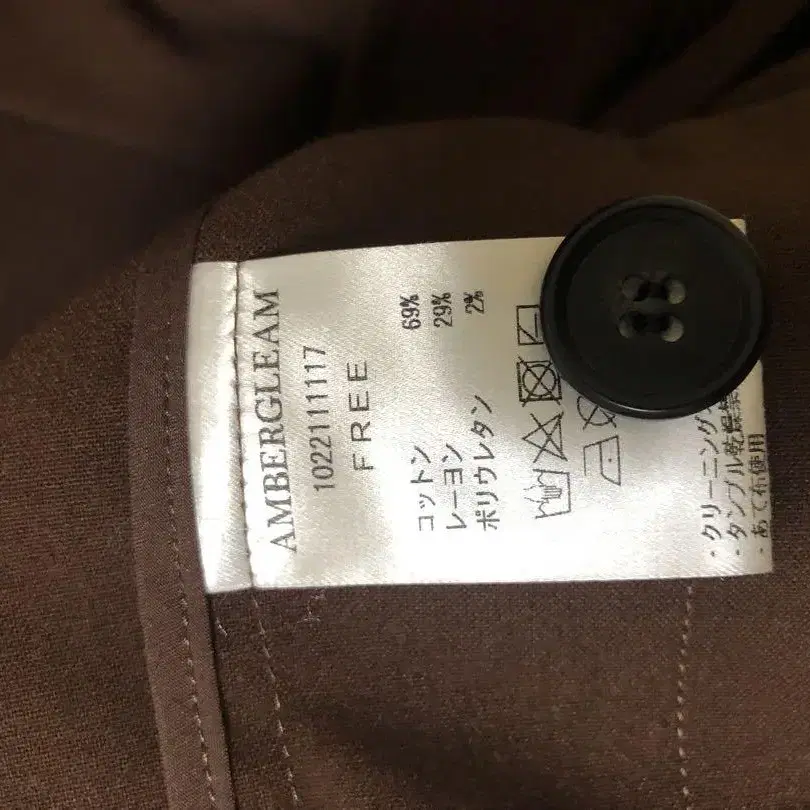 AMBERGLEAM
10221111117
FREE
コットン 69%
レーヨン 29%
ポリウレタン 2%
・クリーニング
・タンブル乾燥
・あて布使用